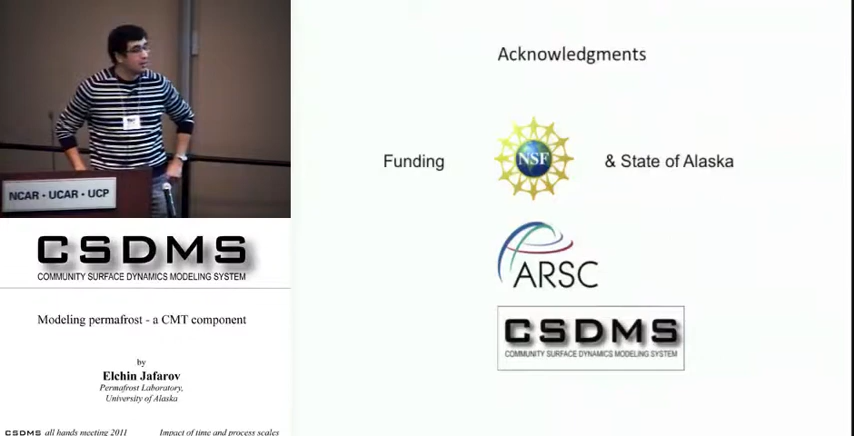 NCAR - UCAR - UCP
CSDMS
COMMUNITY SURFACE DYNAMICS MODELING SYSTEM
Modeling permafrost - a CMT component
by
Elchin Jafarov
Permafrost Laboratory,
University of Alaska
CSDMS all hands meeting 2011 Impact of time and process scales
Acknowledgments
Funding NSF & State of Alaska
ARSC
CSDMS
COMMUNITY SURFACE DYNAMICS MODELING SYSTEM